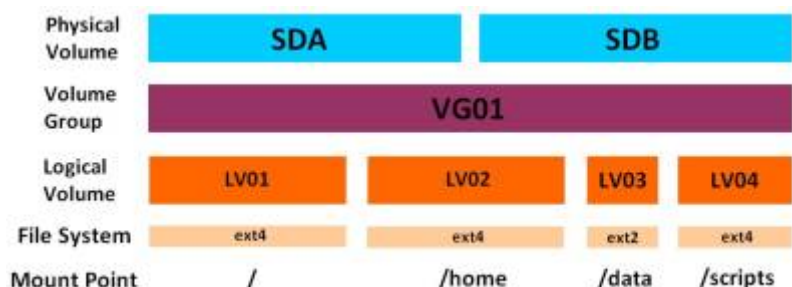 Physical
Volume
SDA SDB
Volume
Group
VG01
Logical
Volume
LV01 LV02 LV03 LV04
File System ext4 ext4 ext2 ext4
Mount Point / /home /data /scripts